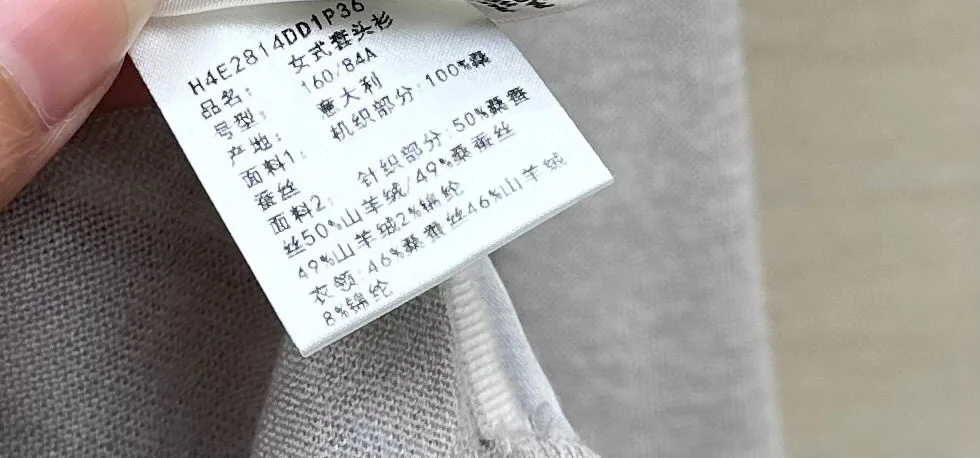 H4E2814DD1P36
品名: 女式套头衫
号型: 160/84A
产地: 意大利
面料1: 机织部分:100%桑
蚕丝
面料2: 针织部分:50%桑蚕
丝50%山羊绒/49%桑蚕丝
49%山羊绒2%锦纶
衣领:46%桑蚕丝46%山羊绒
8%锦纶